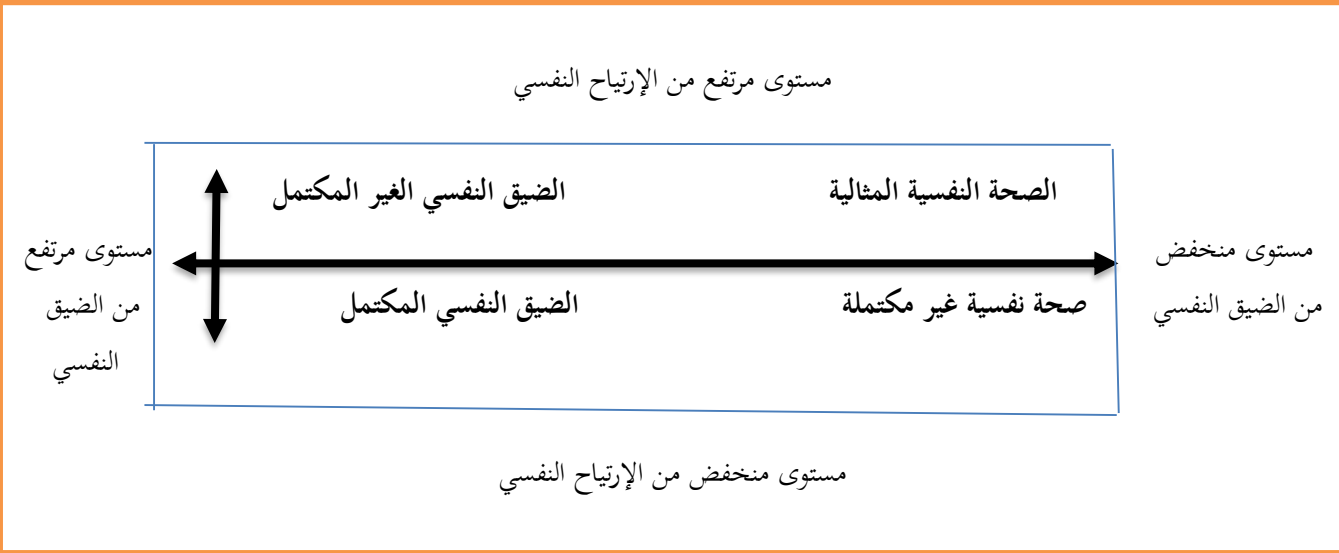 مستوى مرتفع من الإرتياح النفسي
الصحة النفسية المثالية
الضيق النفسي الغير المكتمل
مستوى منخفض
من الضيق النفسي
مستوى مرتفع
من الضيق
النفسي
صحة نفسية غير مكتملة
الضيق النفسي المكتمل
مستوى منخفض من الإرتياح النفسي